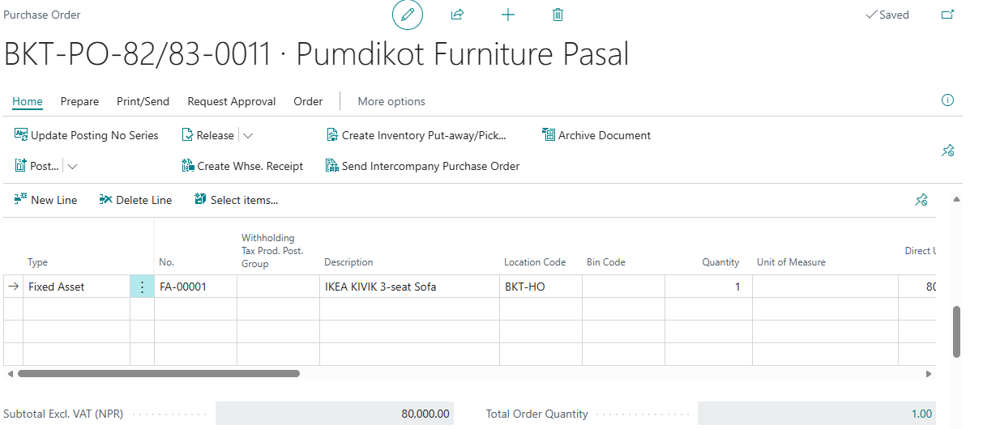 Purchase Order
Saved
BKT-PO-82/83-0011 · Pumdikot Furniture Pasal
Home Prepare Print/Send Request Approval Order More options
Update Posting No Series Release Create Inventory Put-away/Pick... Archive Document
Post... Create Whse. Receipt Send Intercompany Purchase Order
New Line Delete Line Select items...
Type No. Withholding Tax Prod. Post. Group Description Location Code Bin Code Quantity Unit of Measure Direct U
Fixed Asset FA-00001 IKEA KIVIK 3-seat Sofa BKT-HO 1 80
Subtotal Excl. VAT (NPR) 80,000.00 Total Order Quantity 1.00